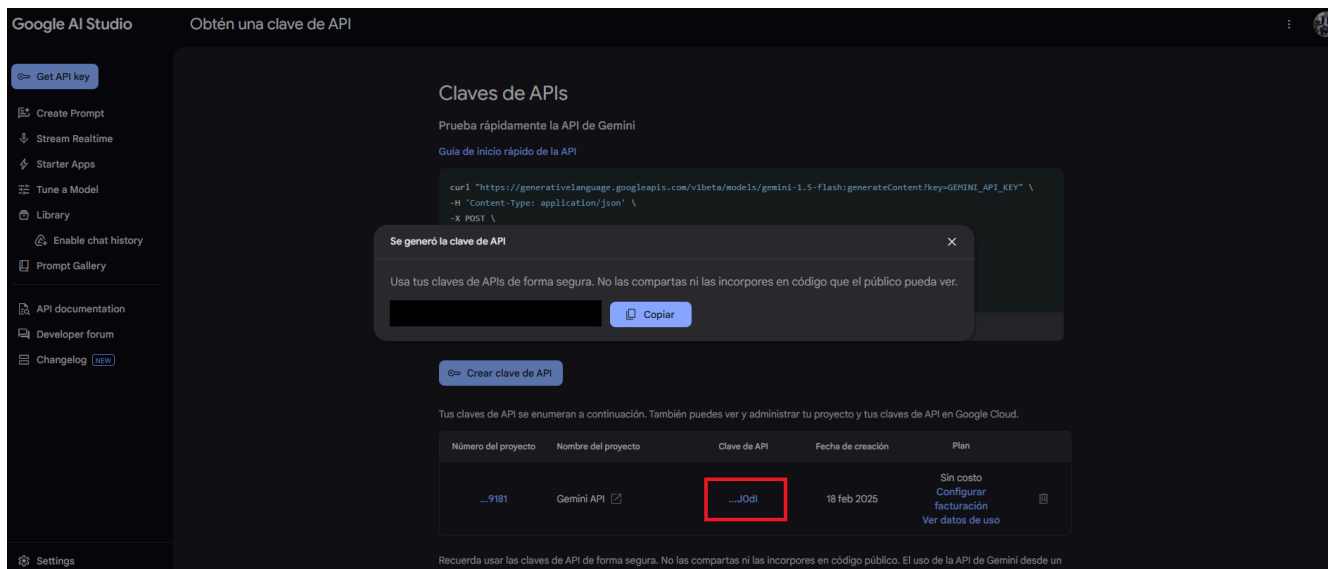 Google AI Studio
Obtén una clave de API
Get API key
Create Prompt
Stream Realtime
Starter Apps
Tune a Model
Library
Enable chat history
Prompt Gallery
API documentation
Developer forum
Changelog NEW
Settings
Claves de APIs
Prueba rápidamente la API de Gemini
Guía de inicio rápido de la API
curl "https://generativelanguage.googleapis.com/v1beta/models/gemini-1.5-flash:generateContent?key=GEMINI_API_KEY" \
-H 'Content-Type: application/json' \
-X POST \
Se generó la clave de API
Usa tus claves de APIs de forma segura. No las compartas ni las incorpores en código que el público pueda ver.
Copiar
Crear clave de API
Tus claves de API se enumeran a continuación. También puedes ver y administrar tu proyecto y tus claves de API en Google Cloud.
Número del proyecto Nombre del proyecto Clave de API Fecha de creación Plan
...9181 Gemini API ...J0dI 18 feb 2025 Sin costo
Configurar
facturación
Ver datos de uso
Recuerda usar las claves de API de forma segura. No las compartas ni las incorpores en código público. El uso de la API de Gemini desde un